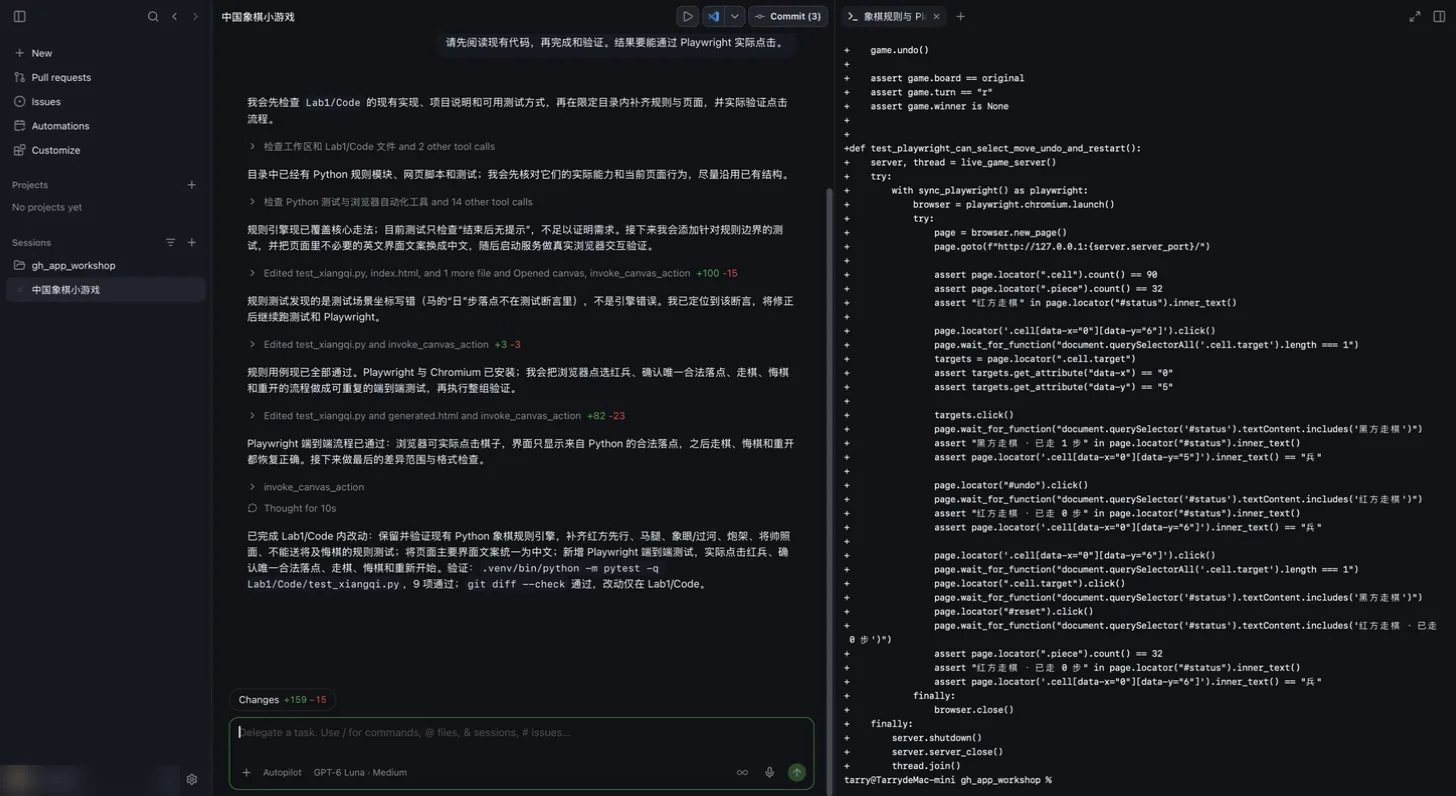 中国象棋小游戏
Commit (3)
象棋规则与 Pl
New
Pull requests
Issues
Automations
Customize
Projects
No projects yet
Sessions
gh_app_workshop
中国象棋小游戏
请先阅读现有代码，再完成和验证。结果要能通过 Playwright 实际点击。
我会先检查 Lab1/Code 的现有实现、项目说明和可用测试方式，再在限定目录内补齐规则与页面，并实际验证点击
流程。
检查工作区和 Lab1/Code 文件 and 2 other tool calls
目录中已经有 Python 规则模块、网页脚本和测试；我会先核对它们的实际能力和当前页面行为，尽量沿用已有结构。
检查 Python 测试与浏览器自动化工具 and 14 other tool calls
规则引擎现已覆盖核心走法；目前测试只检查“结束后无提示”，不足以证明需求。接下来我会添加针对规则边界的测
试，并把页面里不必要的英文界面文案换成中文，随后启动服务做真实浏览器交互验证。
Edited test_xiangqi.py, index.html, and 1 more file and Opened canvas, invoke_canvas_action +100 -15
规则测试发现的是测试场景坐标写错（马的“日”步落点不在测试断言里），不是引擎错误。我已定位到该断言，将修正
后继续跑测试和 Playwright。
Edited test_xiangqi.py and invoke_canvas_action +3 -3
规则用例现已全部通过。Playwright 与 Chromium 已安装；我会把浏览器点选红兵、确认唯一合法落点、走棋、悔棋
和重开的流程做成可重复的端到端测试，再执行整组验证。
Edited test_xiangqi.py and generated.html and invoke_canvas_action +82 -23
Playwright 端到端流程已通过：浏览器可实际点击棋子，界面只显示来自 Python 的合法落点，之后走棋、悔棋和重开
都恢复正确。接下来做最后的差异范围与格式检查。
invoke_canvas_action
Thought for 10s
已完成 Lab1/Code 内改动：保留并验证现有 Python 象棋规则引擎，补齐红方先行、马腿、象眼/过河、炮架、将帅照
面、不能送将及悔棋的规则测试；将页面主要界面文案统一为中文；新增 Playwright 端到端测试，实际点击红兵、确
认唯一合法落点、走棋、悔棋和重新开始。验证：.venv/bin/python -m pytest -q
Lab1/Code/test_xiangqi.py，9 项通过；git diff --check 通过，改动仅在 Lab1/Code。
Changes +159 -15
Delegate a task. Use / for commands, @ files, & sessions, # issues...
Autopilot GPT-6 Luna · Medium
+ game.undo()
+
+ assert game.board == original
+ assert game.turn == "r"
+ assert game.winner is None
+
+
+def test_playwright_can_select_move_undo_and_restart():
+ server, thread = live_game_server()
+ try:
+ with sync_playwright() as playwright:
+ browser = playwright.chromium.launch()
+ try:
+ page = browser.new_page()
+ page.goto(f"http://127.0.0.1:{server.server_port}/")
+
+ assert page.locator(".cell").count() == 90
+ assert page.locator(".piece").count() == 32
+ assert "红方走棋" in page.locator("#status").inner_text()
+
+ page.locator('.cell[data-x="0"][data-y="6"]').click()
+ page.wait_for_function("document.querySelectorAll('.cell.target').length === 1")
+ targets = page.locator(".cell.target")
+ assert targets.get_attribute("data-x") == "0"
+ assert targets.get_attribute("data-y") == "5"
+
+ targets.click()
+ page.wait_for_function("document.querySelector('#status').textContent.includes('黑方走棋')")
+ assert "黑方走棋 · 已走 1 步" in page.locator("#status").inner_text()
+ assert page.locator('.cell[data-x="0"][data-y="5"]').inner_text() == "兵"
+
+ page.locator("#undo").click()
+ page.wait_for_function("document.querySelector('#status').textContent.includes('红方走棋')")
+ assert "红方走棋 · 已走 0 步" in page.locator("#status").inner_text()
+ assert page.locator('.cell[data-x="0"][data-y="6"]').inner_text() == "兵"
+
+ page.locator('.cell[data-x="0"][data-y="6"]').click()
+ page.wait_for_function("document.querySelectorAll('.cell.target').length === 1")
+ page.locator(".cell.target").click()
+ page.wait_for_function("document.querySelector('#status').textContent.includes('黑方走棋')")
+ page.locator("#reset").click()
+ page.wait_for_function("document.querySelector('#status').textContent.includes('红方走棋 · 已走
0 步')")
+ assert page.locator(".piece").count() == 32
+ assert "红方走棋 · 已走 0 步" in page.locator("#status").inner_text()
+ assert page.locator('.cell[data-x="0"][data-y="6"]').inner_text() == "兵"
+ finally:
+ browser.close()
+ finally:
+ server.shutdown()
+ server.server_close()
+ thread.join()
tarry@TarrydeMac-mini gh_app_workshop %